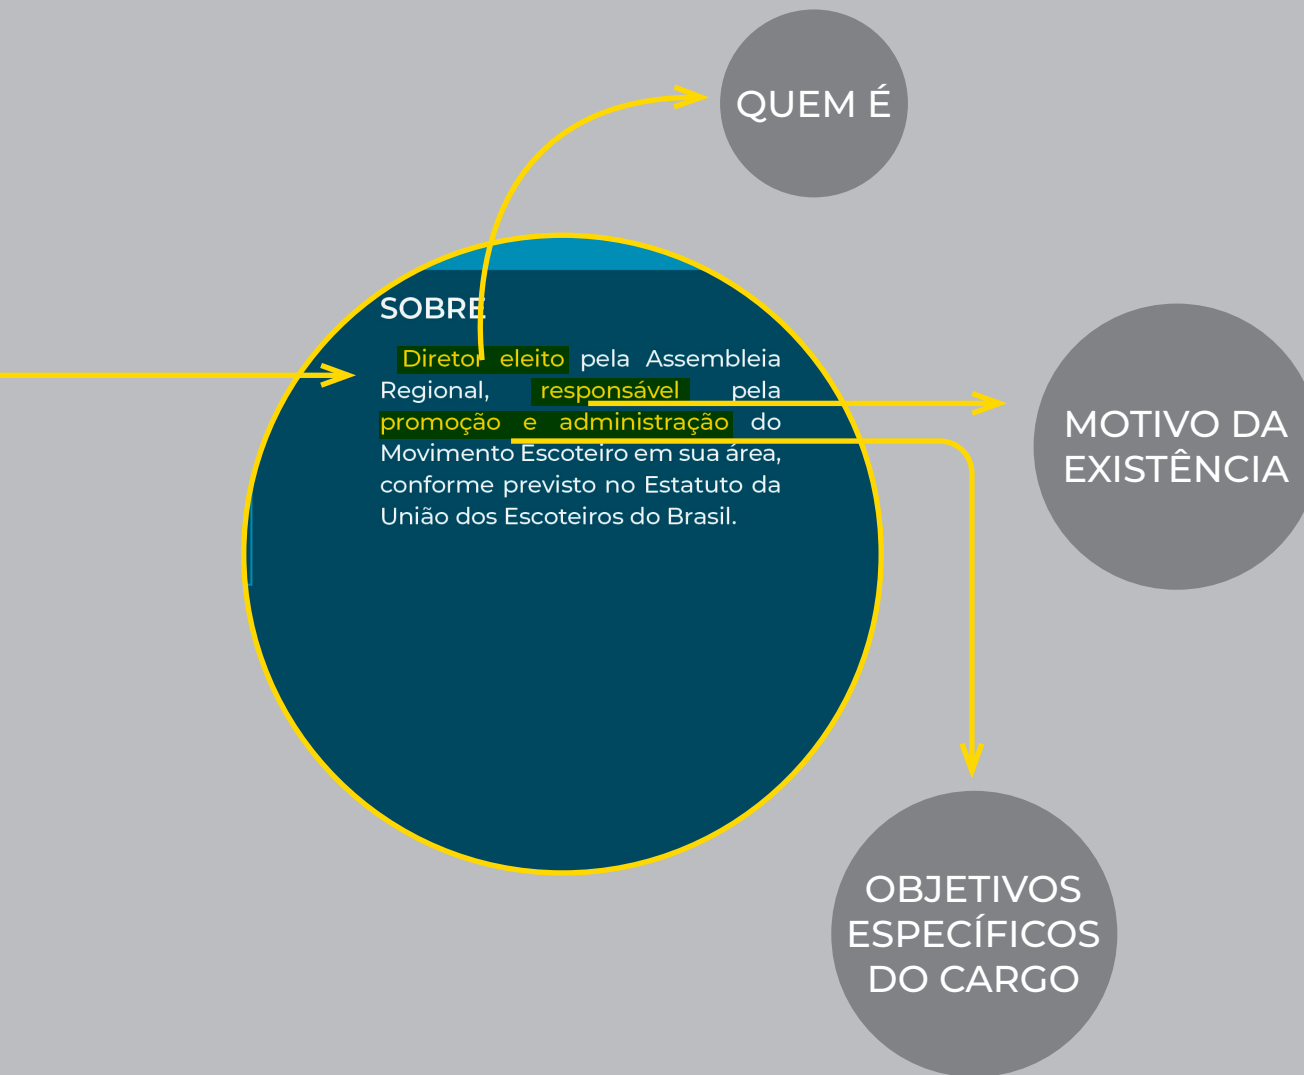 QUEM É
SOBRE
Diretor eleito pela Assembleia
Regional, responsável pela
promoção e administração do
Movimento Escoteiro em sua área,
conforme previsto no Estatuto da
União dos Escoteiros do Brasil.
MOTIVO DA
EXISTÊNCIA
OBJETIVOS
ESPECÍFICOS
DO CARGO